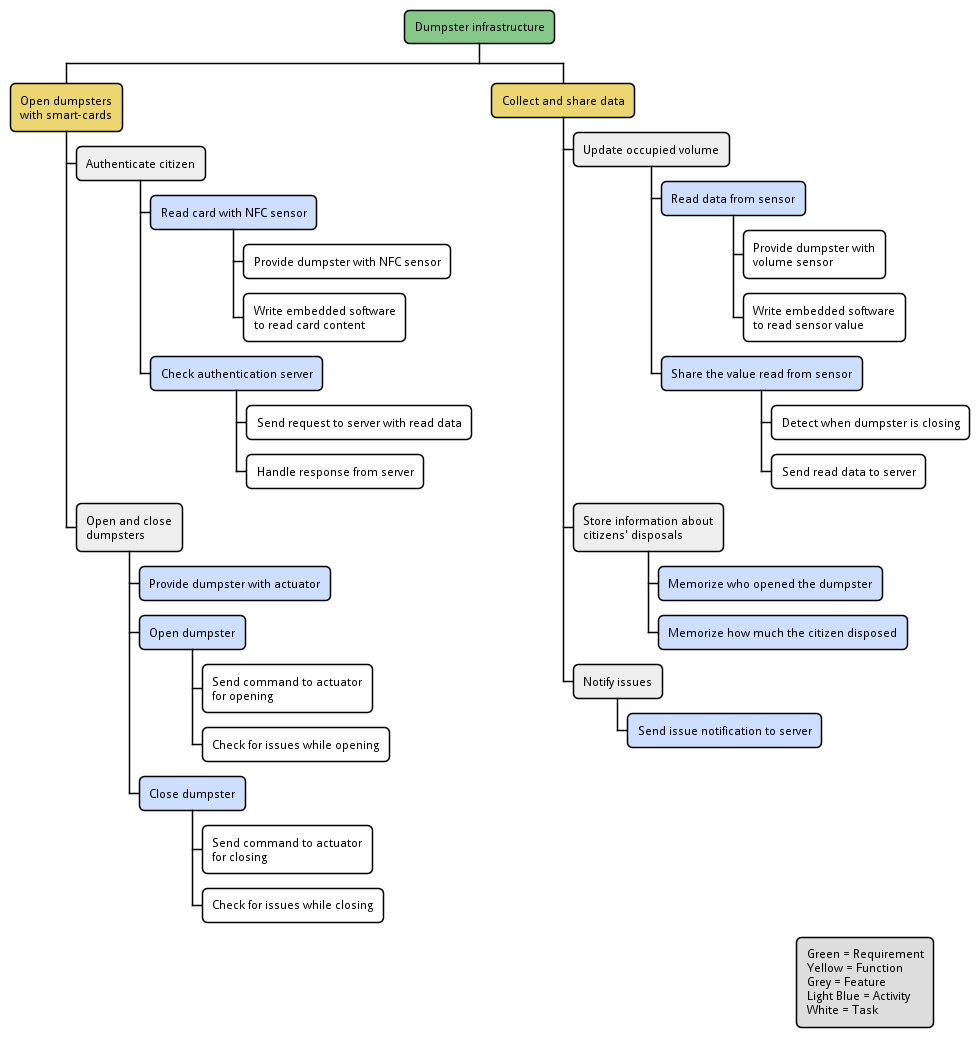 Dumpster infrastructure
Open dumpsters
with smart-cards
Authenticate citizen
Read card with NFC sensor
Provide dumpster with NFC sensor
Write embedded software
to read card content
Check authentication server
Send request to server with read data
Handle response from server
Open and close
dumpsters
Provide dumpster with actuator
Open dumpster
Send command to actuator
for opening
Check for issues while opening
Close dumpster
Send command to actuator
for closing
Check for issues while closing
Collect and share data
Update occupied volume
Read data from sensor
Provide dumpster with
volume sensor
Write embedded software
to read sensor value
Share the value read from sensor
Detect when dumpster is closing
Send read data to server
Store information about
citizens' disposals
Memorize who opened the dumpster
Memorize how much the citizen disposed
Notify issues
Send issue notification to server
Green = Requirement
Yellow = Function
Grey = Feature
Light Blue = Activity
White = Task